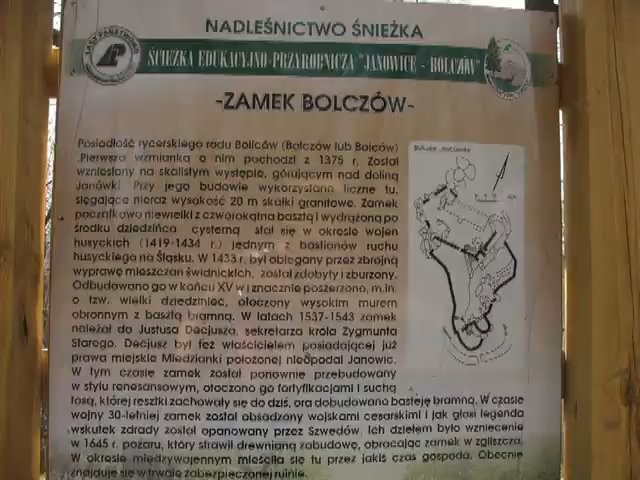 NADLEŚNICTWO ŚNIEŻKA
LASY PAŃSTWOWE
ŚCIEŻKA EDUKACYJNO-PRZYRODNICZA "JANOWICE - BOLCZÓW"
-ZAMEK BOLCZÓW-
Posiadłość rycerskiego rodu Bolliców (Bolczów lub Bolców)
.Pierwsza wzmianka o nim pochodzi z 1375 r. Został
wzniesiony na skalistym występie, górującym nad doliną
Janówki. Przy jego budowie wykorzystano liczne tu,
sięgające nieraz wysokość 20 m skałki granitowe. Zamek
początkowo niewielki z czworokątną basztą i wydrążoną po
środku dziedzińca cysterną stał się w okresie wojen
husyckich (1419-1434 r.) jednym z bastionów ruchu
husyckiego na Śląsku. W 1433 r. był oblegany przez zbrojną
wyprawę mieszczan świdnickich, został zdobyty i zburzony.
Odbudowano go w końcu XV w i znacznie poszerzono, m.in.
o tzw. wielki dziedziniec, otoczony wysokim murem
obronnym z basztą bramną. W latach 1537-1543 zamek
należał do Justusa Decjusza, sekretarza króla Zygmunta
Starego. Decjusz był też właścicielem posiadającej już
prawa miejskie Miedzianki położonej nieopodal Janowic.
W tym czasie zamek został ponownie przebudowany
w stylu renesansowym, otoczono go fortyfikacjami i suchą
fosą, której resztki zachowały się do dziś, ora dobudowano basteję bramną. W czasie
wojny 30-letniej zamek został obsadzony wojskami cesarskimi i jak głosi legenda
wskutek zdrady został opanowany przez Szwedów. Ich dziełem było wzniecenie
w 1645 r. pożaru, który strawił drewnianą zabudowę, obracając zamek w zgliszcza.
W okresie międzywojennym mieściła się tu przez jakiś czas gospoda. Obecnie
znajduje się w trwale zabezpieczonej ruinie.